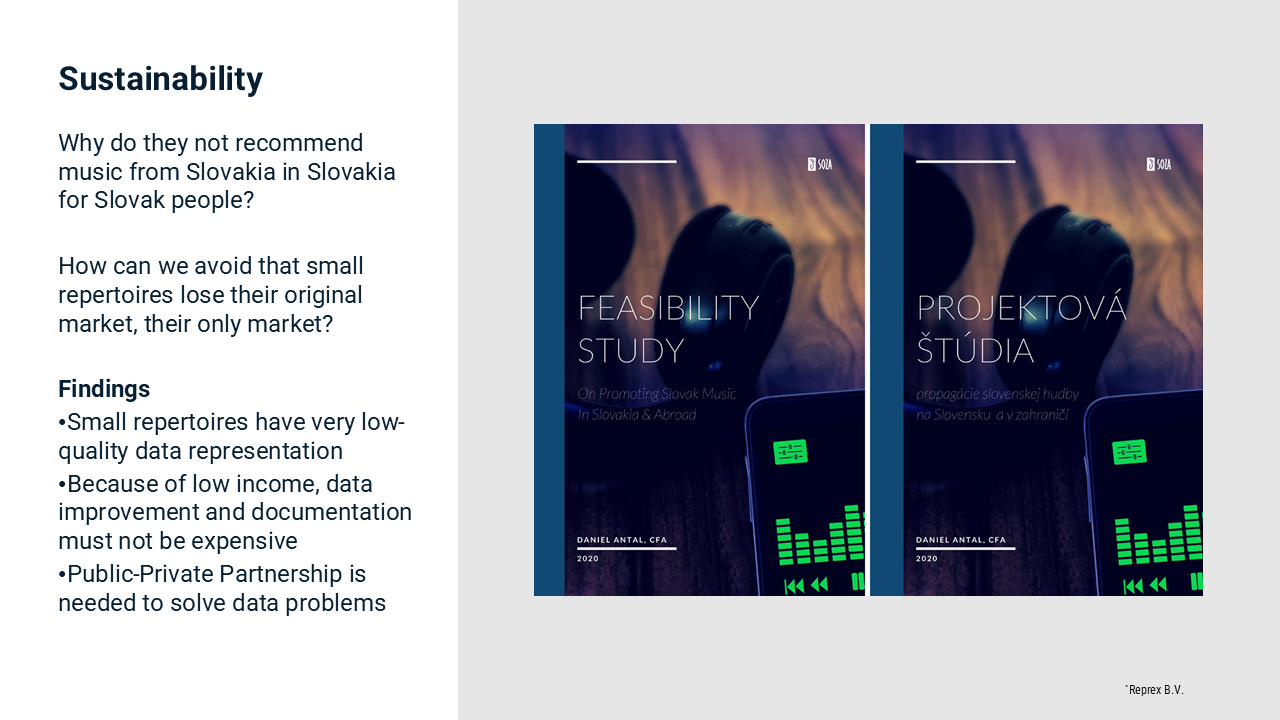 Sustainability
Why do they not recommend
music from Slovakia in Slovakia
for Slovak people?
How can we avoid that small
repertoires lose their original
market, their only market?
Findings
•Small repertoires have very low-
quality data representation
•Because of low income, data
improvement and documentation
must not be expensive
•Public-Private Partnership is
needed to solve data problems
SOZA
FEASIBILITY
STUDY
On Promoting Slovak Music
In Slovakia & Abroad
DANIEL ANTAL, CFA
2020
SOZA
PROJEKTOVÁ
ŠTÚDIA
propagácie slovenskej hudby
na Slovensku a v zahraničí
DANIEL ANTAL, CFA
2020
`Reprex B.V.